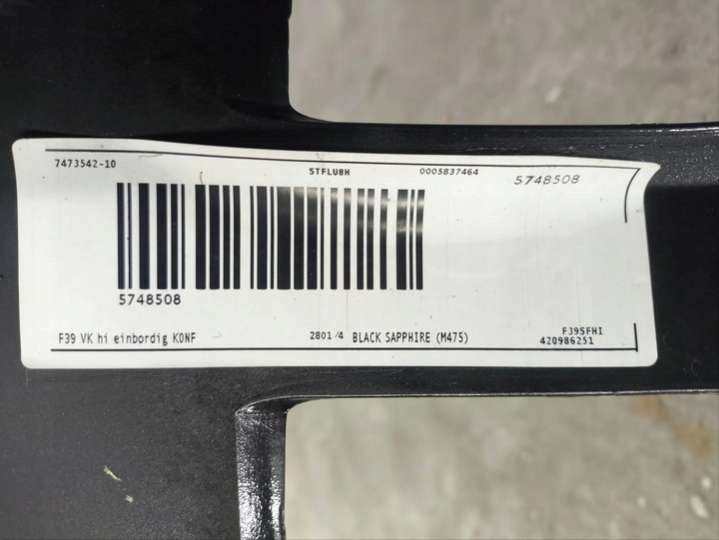 7473542-10 STFLU8H 0005837464 5748508
5748508
F39 VK hi einbordig KONF 2801/4 BLACK SAPPHIRE (M475) F39SFHI
420986251